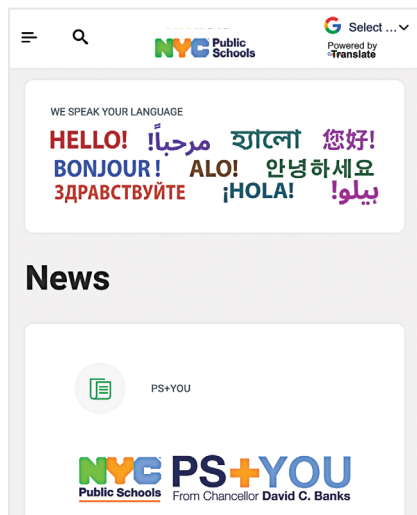 NYC Public Schools
Select ...
Powered by
Translate
WE SPEAK YOUR LANGUAGE
HELLO! مرحباً! হ্যালো 您好!
BONJOUR! ALO! 안녕하세요
ЗДРАВСТВУЙТЕ ¡HOLA! ہیلو!
News
PS+YOU
NYC Public Schools
PS+YOU
From Chancellor David C. Banks